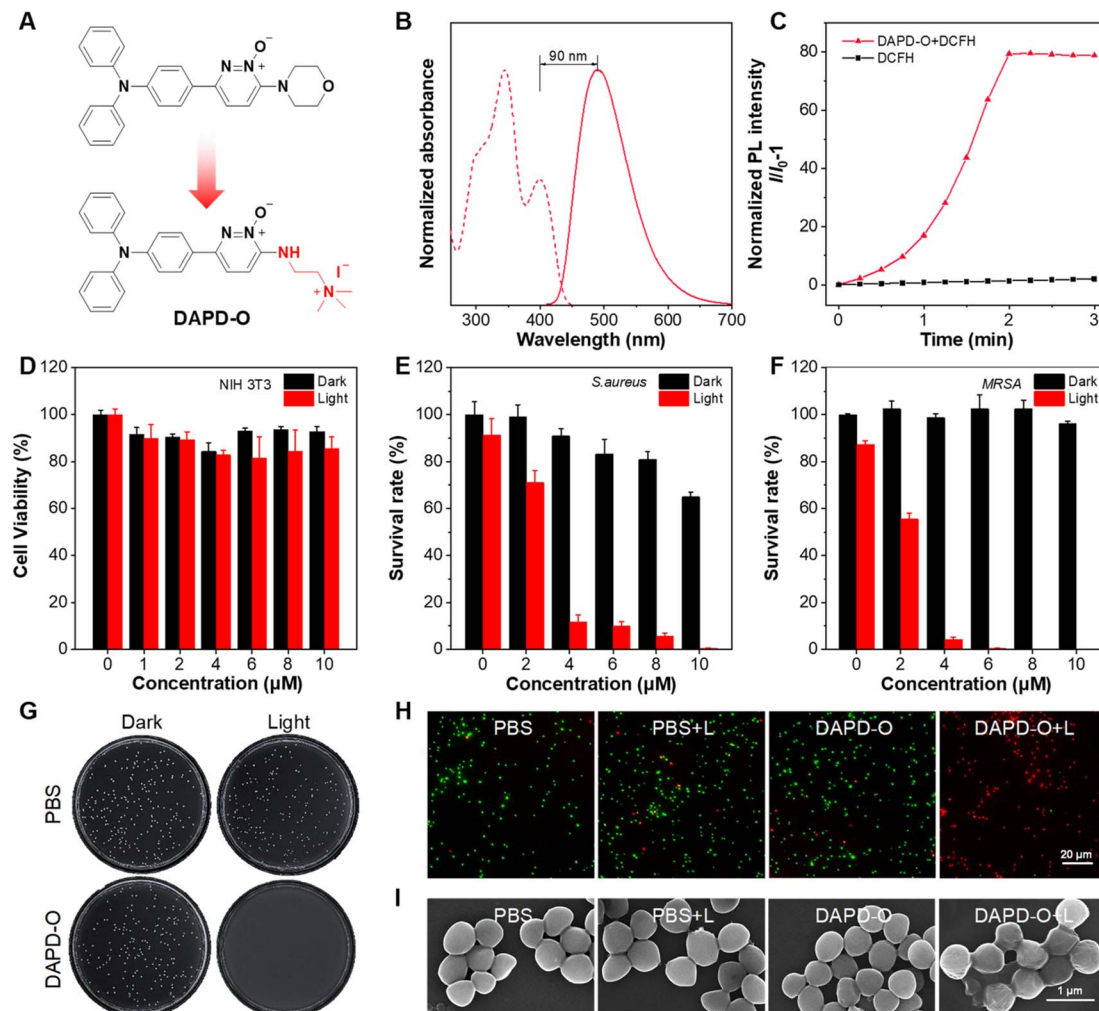 A
O⁻
N=N
+
N
N
O
O⁻
N=N
+
N
NH
I⁻
+
N
DAPD-O
B
90 nm
Normalized absorbance
300 400 500 600 700
Wavelength (nm)
C
DAPD-O+DCFH
DCFH
Normalized PL intensity
I/I₀-1
80
60
40
20
0
0 1 2 3
Time (min)
D
NIH 3T3
Dark
Light
Cell Viability (%)
120
100
80
60
40
20
0
0 1 2 4 6 8 10
Concentration (µM)
E
S.aureus
Dark
Light
Survival rate (%)
120
100
80
60
40
20
0
0 2 4 6 8 10
Concentration (µM)
F
MRSA
Dark
Light
Survival rate (%)
120
100
80
60
40
20
0
0 2 4 6 8 10
Concentration (µM)
G
Dark Light
PBS
DAPD-O
H
PBS PBS+L DAPD-O DAPD-O+L
20 µm
I
PBS PBS+L DAPD-O DAPD-O+L
1 µm